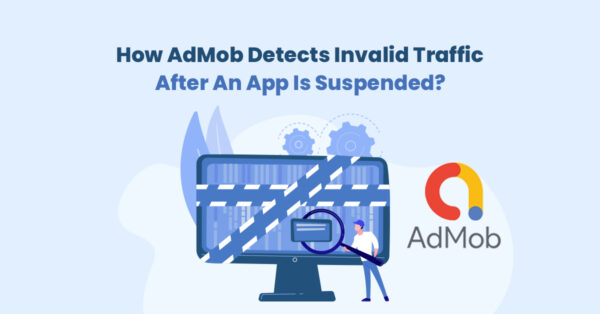 How AdMob Detects Invalid Traffic
After An App Is Suspended?
AdMob